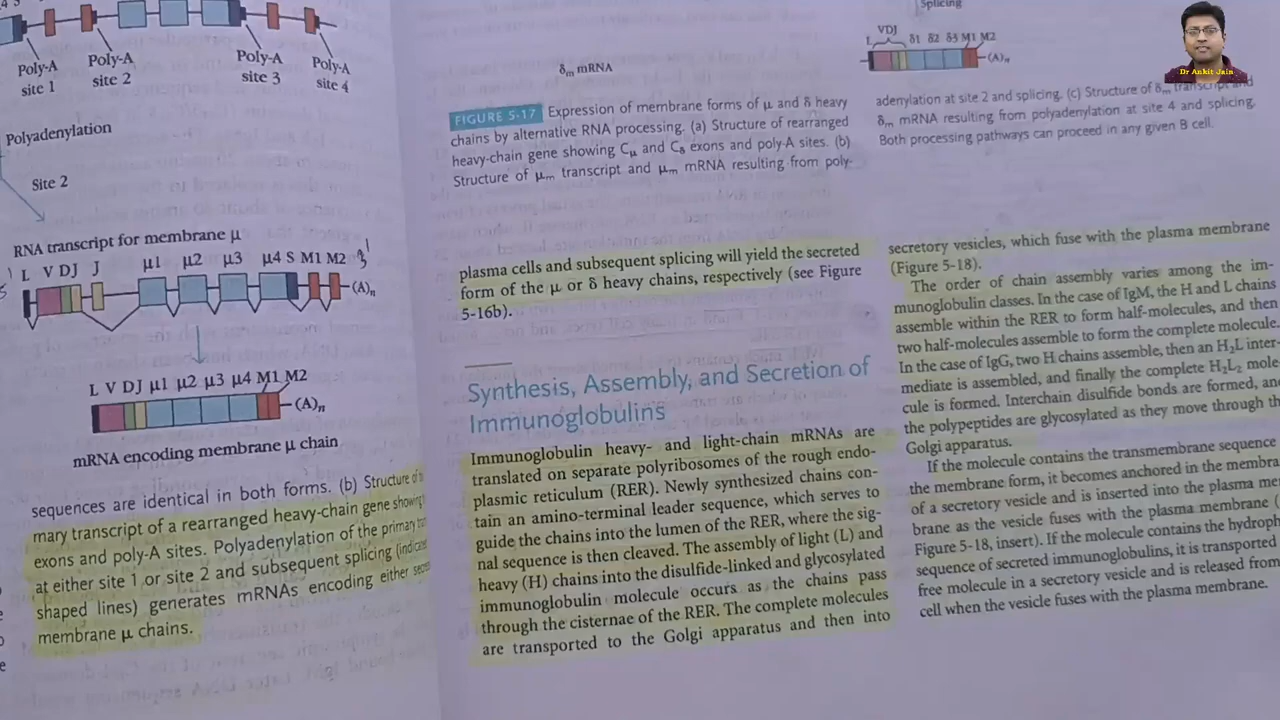 Poly-A
site 1
Poly-A
site 2
Poly-A
site 3
Poly-A
site 4
Polyadenylation
Site 2
RNA transcript for membrane μ
L V DJ J μ1 μ2 μ3 μ4 S M1 M2
(A)n
L V DJ μ1 μ2 μ3 μ4 M1 M2
(A)n
mRNA encoding membrane μ chain
sequences are identical in both forms. (b) Structure of
mary transcript of a rearranged heavy-chain gene showing
exons and poly-A sites. Polyadenylation of the primary
at either site 1 or site 2 and subsequent splicing
shaped lines) generates mRNAs encoding either
membrane μ chains.
δm mRNA
FIGURE 5-17 Expression of membrane forms of μ and δ heavy
chains by alternative RNA processing. (a) Structure of rearranged
heavy-chain gene showing Cμ and Cδ exons and poly-A sites. (b)
Structure of μm transcript and μm mRNA resulting from poly-
plasma cells and subsequent splicing will yield the secreted
form of the μ or δ heavy chains, respectively (see Figure
5-16b).
Synthesis, Assembly, and Secretion of
Immunoglobulins
Immunoglobulin heavy- and light-chain mRNAs are
translated on separate polyribosomes of the rough endo-
plasmic reticulum (RER). Newly synthesized chains con-
tain an amino-terminal leader sequence, which serves to
guide the chains into the lumen of the RER, where the sig-
nal sequence is then cleaved. The assembly of light (L) and
heavy (H) chains into the disulfide-linked and glycosylated
immunoglobulin molecule occurs as the chains pass
through the cisternae of the RER. The complete molecules
are transported to the Golgi apparatus and then into
Splicing
VDJ
L δ1 δ2 δ3 M1 M2
(A)n
Dr Ankit Jain
adenylation at site 2 and splicing. (c) Structure of δm transcript and
δm mRNA resulting from polyadenylation at site 4 and splicing.
Both processing pathways can proceed in any given B cell.
secretory vesicles, which fuse with the plasma membrane
(Figure 5-18).
The order of chain assembly varies among the im-
munoglobulin classes. In the case of IgM, the H and L chains
assemble within the RER to form half-molecules, and then
two half-molecules assemble to form the complete molecule.
In the case of IgG, two H chains assemble, then an H2L inter-
mediate is assembled, and finally the complete H2L2 mole
cule is formed. Interchain disulfide bonds are formed, an
the polypeptides are glycosylated as they move through th
Golgi apparatus.
If the molecule contains the transmembrane sequence
the membrane form, it becomes anchored in the membra
of a secretory vesicle and is inserted into the plasma me
brane as the vesicle fuses with the plasma membrane (
Figure 5-18, insert). If the molecule contains the hydroph
sequence of secreted immunoglobulins, it is transported
free molecule in a secretory vesicle and is released from
cell when the vesicle fuses with the plasma membrane.